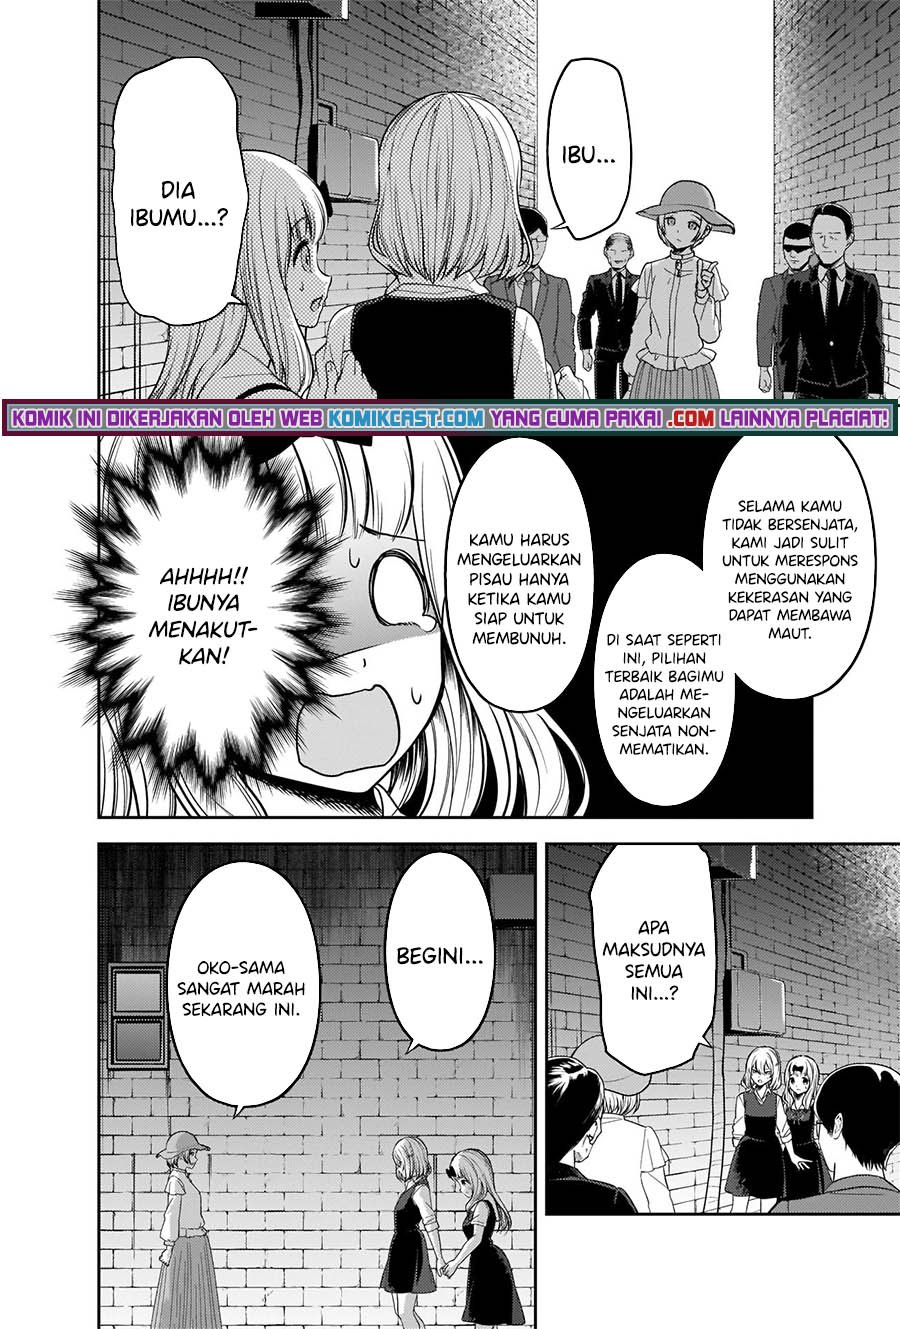 IBU...
DIA
IBUMU...?
KOMIK INI DIKERJAKAN OLEH WEB KOMIKCAST.COM YANG CUMA PAKAI .COM LAINNYA PLAGIAT!
SELAMA KAMU
TIDAK BERSENJATA,
KAMI JADI SULIT
UNTUK MERESPONS
MENGGUNAKAN
KEKERASAN YANG
DAPAT MEMBAWA
MAUT.
DI SAAT SEPERTI
INI, PILIHAN
TERBAIK BAGIMU
ADALAH ME-
NGELUARKAN
SENJATA NON-
MEMATIKAN.
KAMU HARUS
MENGELUARKAN
PISAU HANYA
KETIKA KAMU
SIAP UNTUK
MEMBUNUH.
AHHHH!!
IBUNYA
MENAKUT-
KAN!
APA
MAKSUDNYA
SEMUA
INI...?
BEGINI...
OKO-SAMA
SANGAT MARAH
SEKARANG INI.